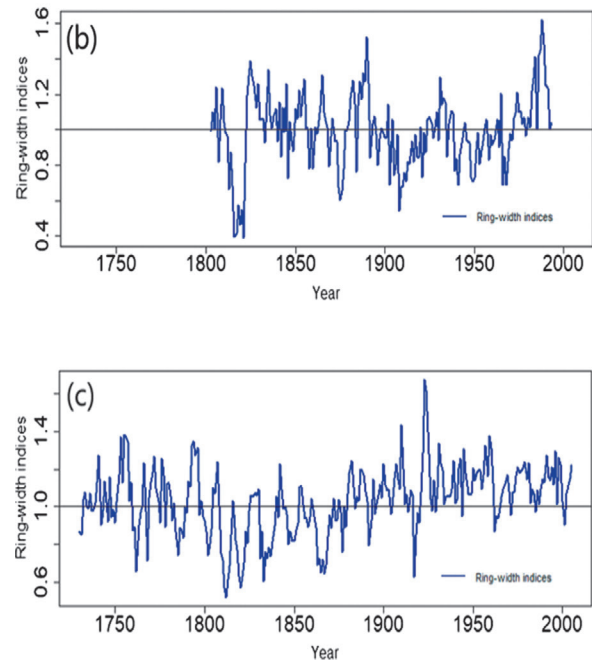 (b)
Ring-width indices
1.6
1.2
0.8
0.4
Ring-width indices
1750 1800 1850 1900 1950 2000
Year
(c)
Ring-width indices
1.4
1.0
0.6
Ring-width indices
1750 1800 1850 1900 1950 2000
Year